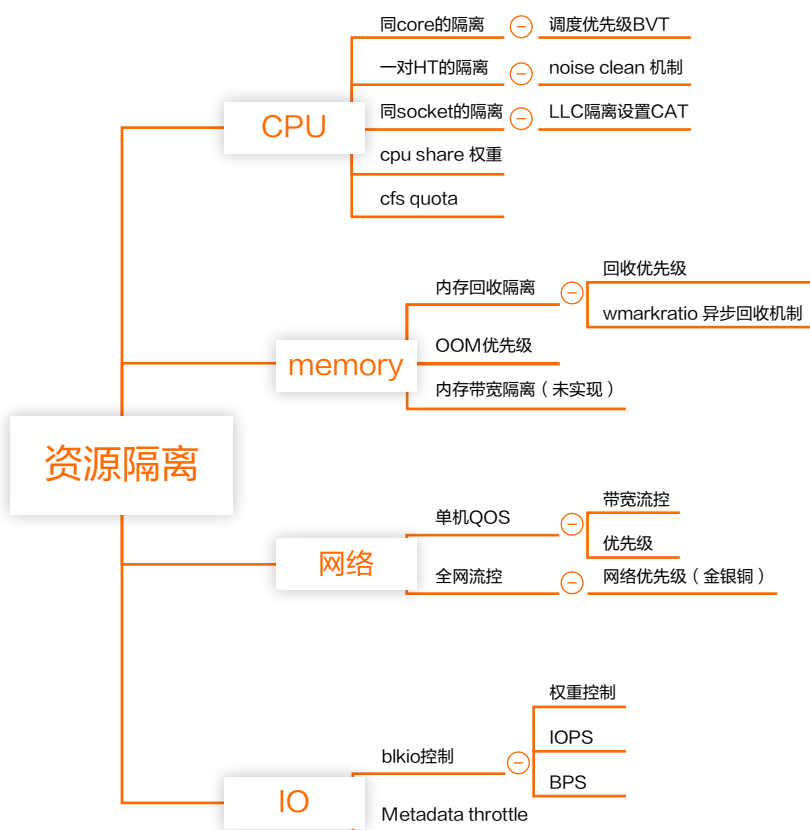 资源隔离
CPU
同core的隔离
调度优先级BVT
一对HT的隔离
noise clean 机制
同socket的隔离
LLC隔离设置CAT
cpu share 权重
cfs quota
memory
内存回收隔离
回收优先级
wmarkratio 异步回收机制
OOM优先级
内存带宽隔离（未实现）
网络
单机QOS
带宽流控
优先级
全网流控
网络优先级（金银铜）
IO
blkio控制
权重控制
IOPS
BPS
Metadata throttle